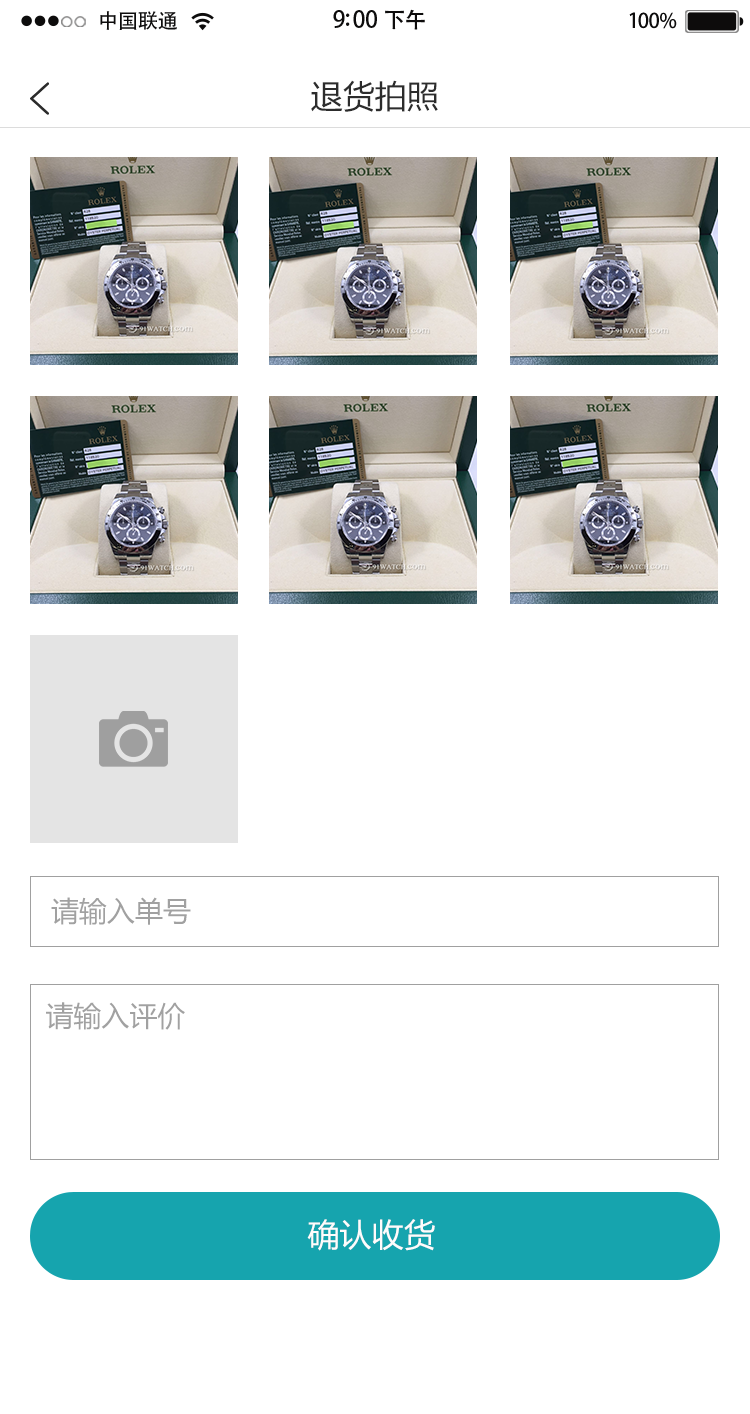 中国联通
9:00 下午
100%
退货拍照
ROLEX
ROLEX
ROLEX
ROLEX
ROLEX
ROLEX
91WATCH.com
91WATCH.com
91WATCH.com
ROLEX
ROLEX
ROLEX
ROLEX
ROLEX
ROLEX
91WATCH.com
91WATCH.com
91WATCH.com
请输入单号
请输入评价
确认收货